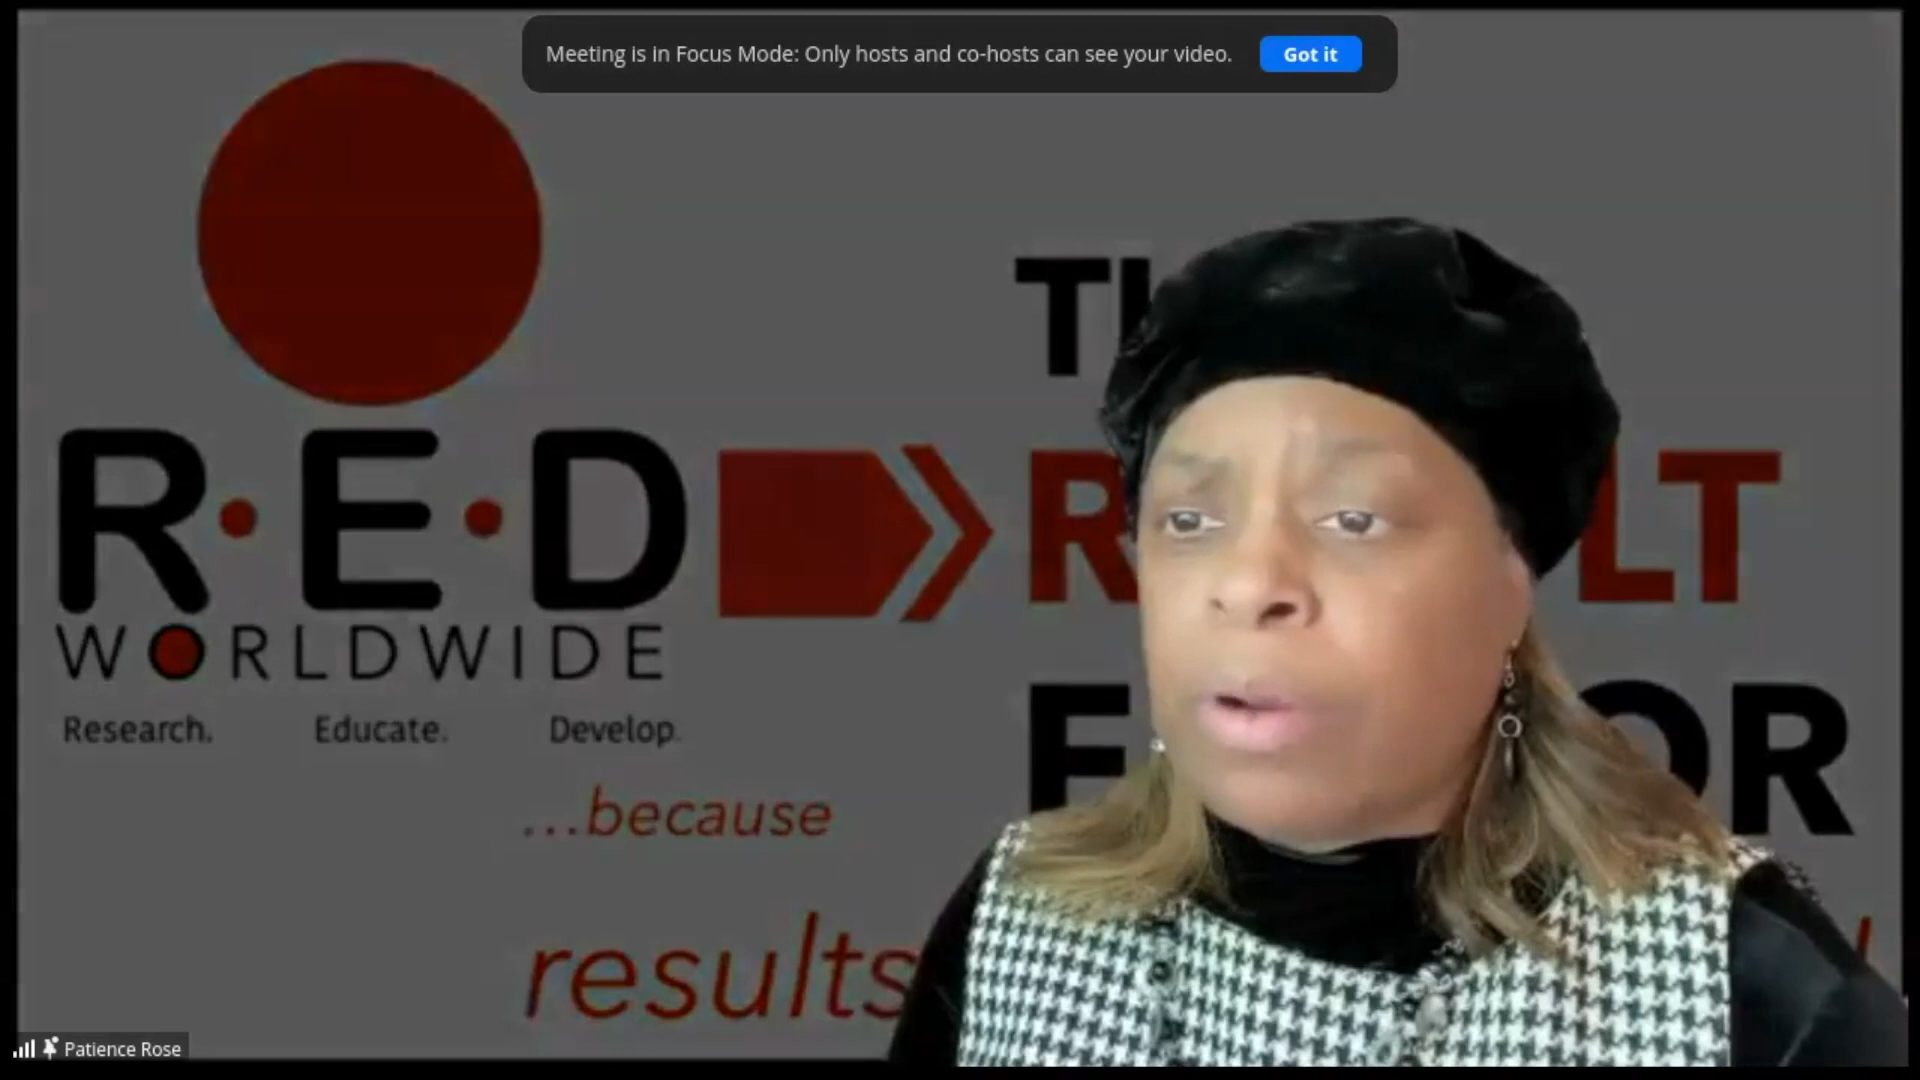 Meeting is in Focus Mode: Only hosts and co-hosts can see your video.
Got it
R·E·D
WORLDWIDE
Research. Educate. Develop.
...because
results
Patience Rose